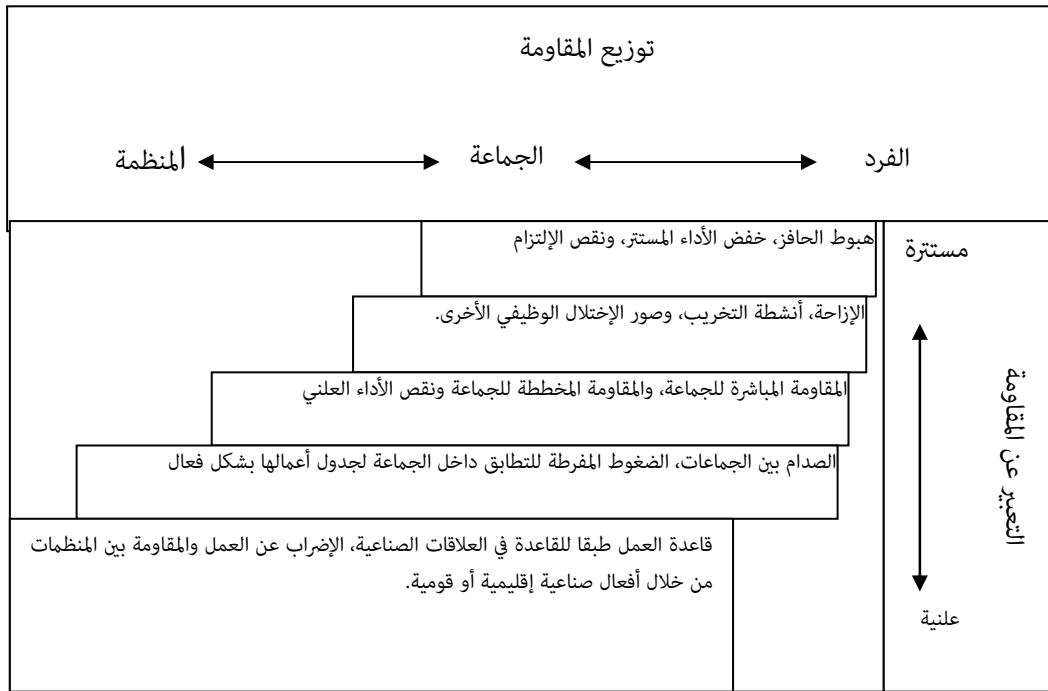 توزيع المقاومة
الفرد
الجماعة
المنظمة
مستترة
التعبير عن المقاومة
علنية
هبوط الحافز، خفض الأداء المستتر، ونقص الإلتزام
الإزاحة، أنشطة التخريب، وصور الإختلال الوظيفي الأخرى.
المقاومة المباشرة للجماعة، والمقاومة المخططة للجماعة ونقص الأداء العلني
الصدام بين الجماعات، الضغوط المفرطة للتطابق داخل الجماعة لجدول أعمالها بشكل فعال
قاعدة العمل طبقا للقاعدة في العلاقات الصناعية، الإضراب عن العمل والمقاومة بين المنظمات
من خلال أفعال صناعية إقليمية أو قومية.